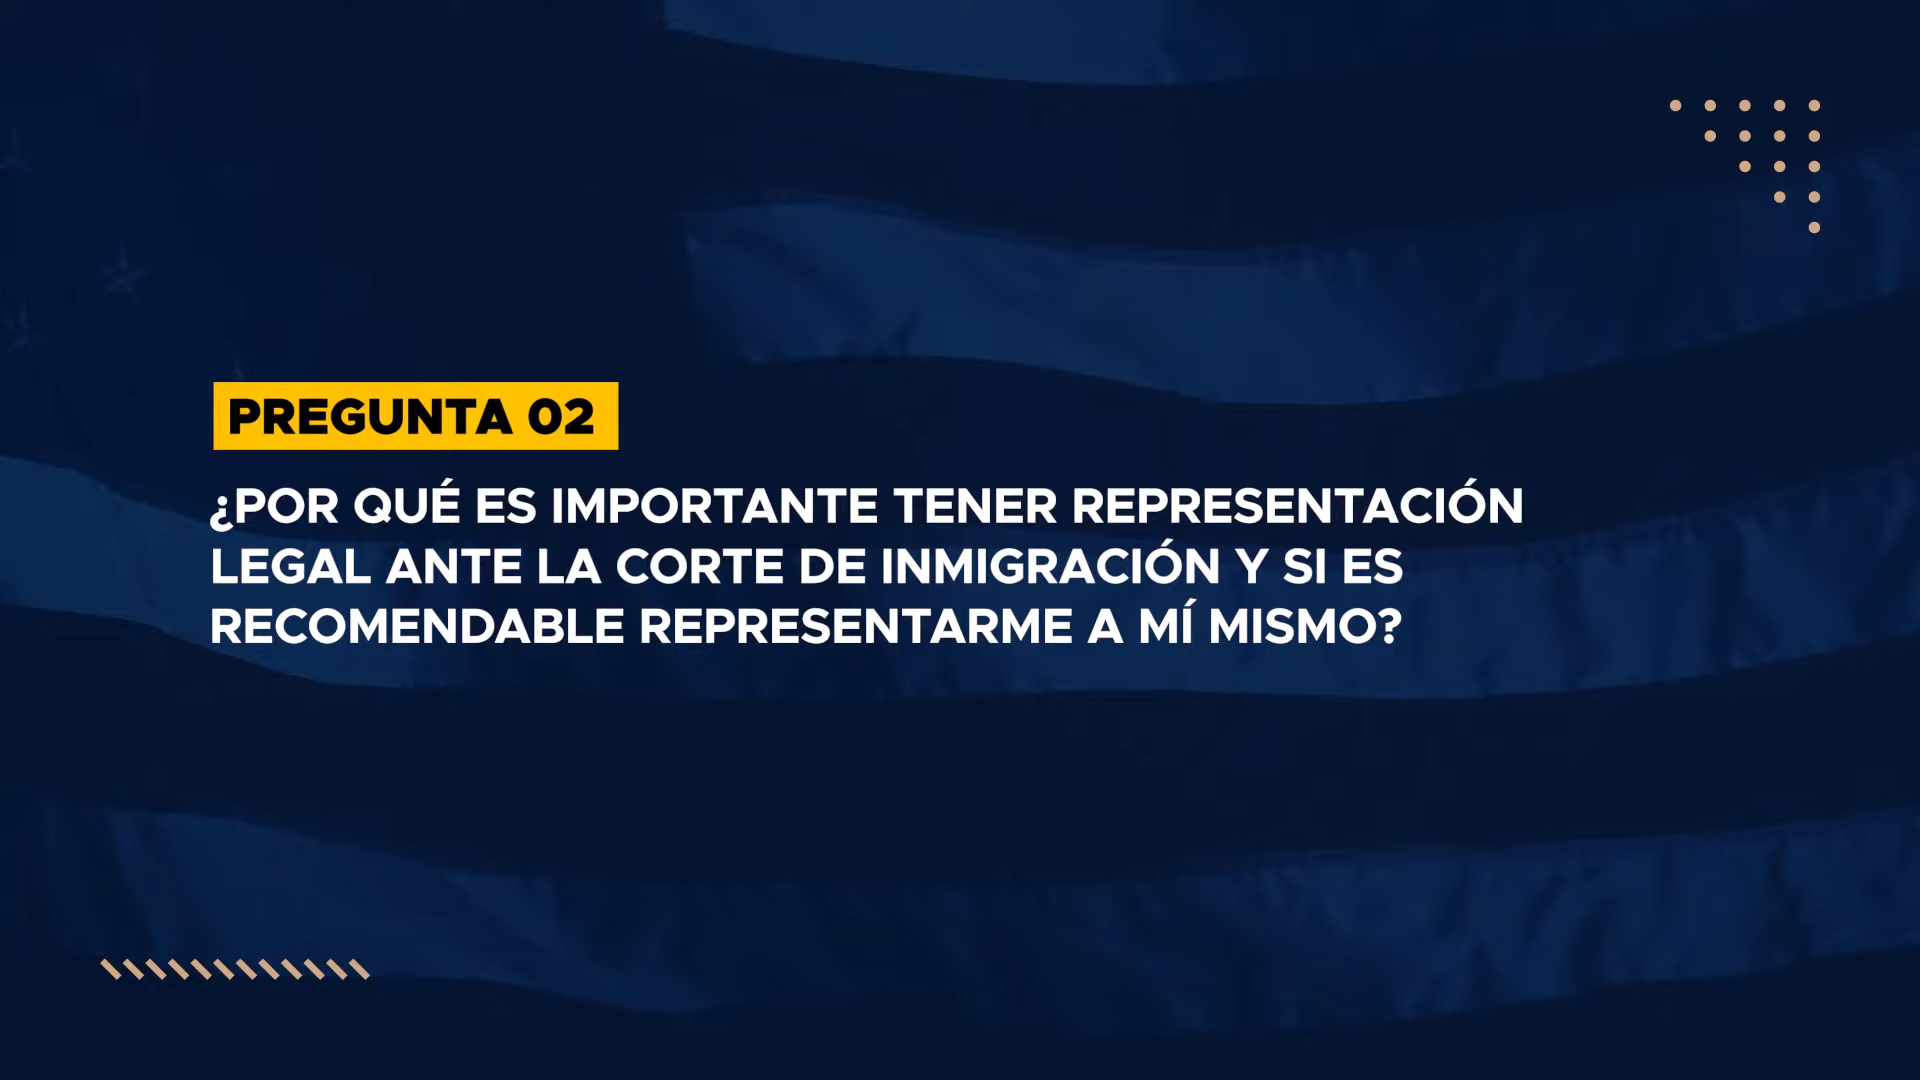 PREGUNTA 02
¿POR QUÉ ES IMPORTANTE TENER REPRESENTACIÓN
LEGAL ANTE LA CORTE DE INMIGRACIÓN Y SI ES
RECOMENDABLE REPRESENTARME A MÍ MISMO?